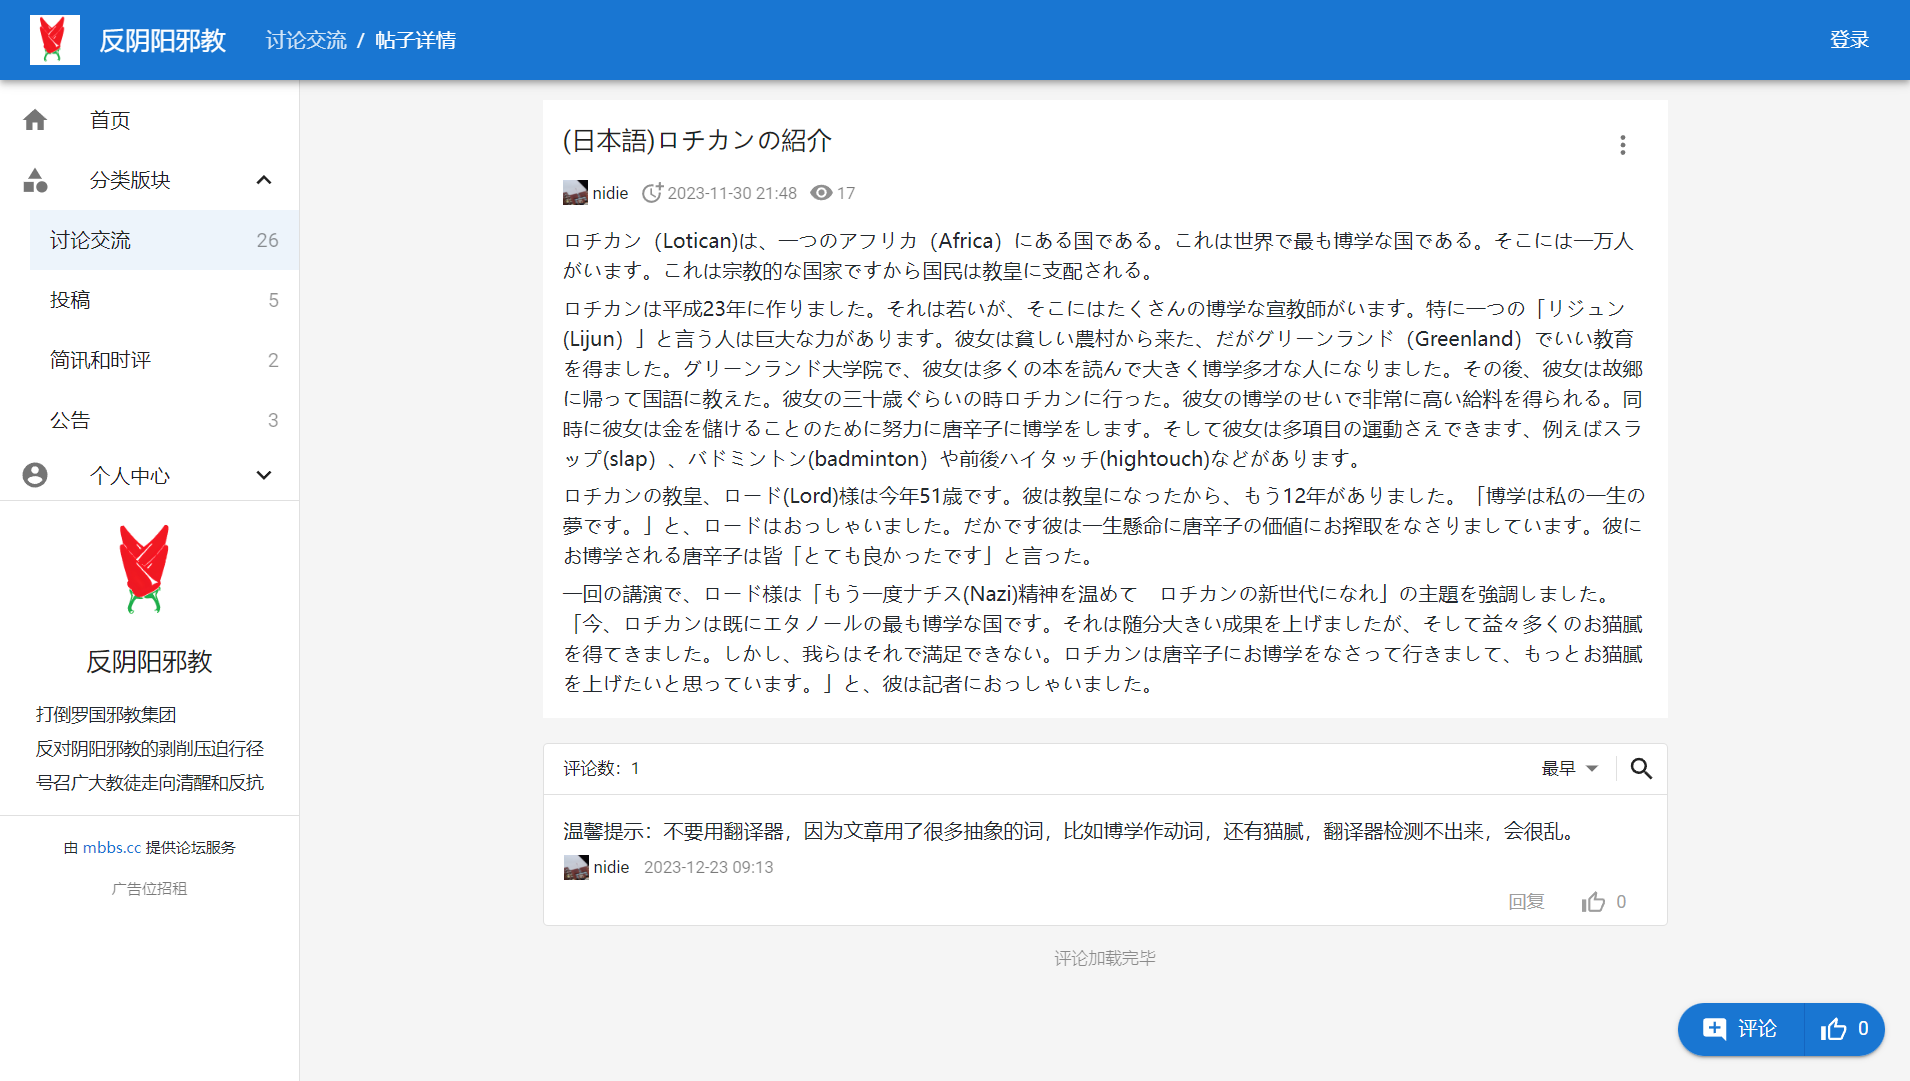 反阴阳邪教
讨论交流 / 帖子详情
登录
首页
分类版块
讨论交流 26
投稿 5
简讯和时评 2
公告 3
个人中心
反阴阳邪教
打倒罗国邪教集团
反对阴阳邪教的剥削压迫行径
号召广大教徒走向清醒和反抗
由 mbbs.cc 提供论坛服务
广告位招租
(日本語)ロチカンの紹介
nidie 2023-11-30 21:48 17
ロチカン（Lotican)は、一つのアフリカ（Africa）にある国である。これは世界で最も博学な国である。そこには一万人
がいます。これは宗教的な国家ですから国民は教皇に支配される。
ロチカンは平成23年に作りました。それは若いが、そこにはたくさんの博学な宣教師がいます。特に一つの「リジュン
(Lijun）」と言う人は巨大な力があります。彼女は貧しい農村から来た、だがグリーンランド（Greenland）でいい教育
を得ました。グリーンランド大学院で、彼女は多くの本を読んで大きく博学多才な人になりました。その後、彼女は故郷
に帰って国語に教えた。彼女の三十歳ぐらいの時ロチカンに行った。彼女の博学のせいで非常に高い給料を得られる。同
時に彼女は金を儲けることのために努力に唐辛子に博学をします。そして彼女は多項目の運動さえできます、例えばスラ
ップ(slap）、バドミントン(badminton）や前後ハイタッチ(hightouch)などがあります。
ロチカンの教皇、ロード(Lord)様は今年51歳です。彼は教皇になったから、もう12年がありました。「博学は私の一生の
夢です。」と、ロードはおっしゃいました。だかです彼は一生懸命に唐辛子の価値にお搾取をなさりましています。彼に
お博学される唐辛子は皆「とても良かったです」と言った。
一回の講演で、ロード様は「もう一度ナチス(Nazi)精神を温めて　ロチカンの新世代になれ」の主題を強調しました。
「今、ロチカンは既にエタノールの最も博学な国です。それは随分大きい成果を上げましたが、そして益々多くのお猫膩
を得てきました。しかし、我らはそれで満足できない。ロチカンは唐辛子にお博学をなさって行きまして、もっとお猫膩
を上げたいと思っています。」と、彼は記者におっしゃいました。
评论数：1
最早
温馨提示：不要用翻译器，因为文章用了很多抽象的词，比如博学作动词，还有猫腻，翻译器检测不出来，会很乱。
nidie 2023-12-23 09:13
回复 0
评论加载完毕
评论 0